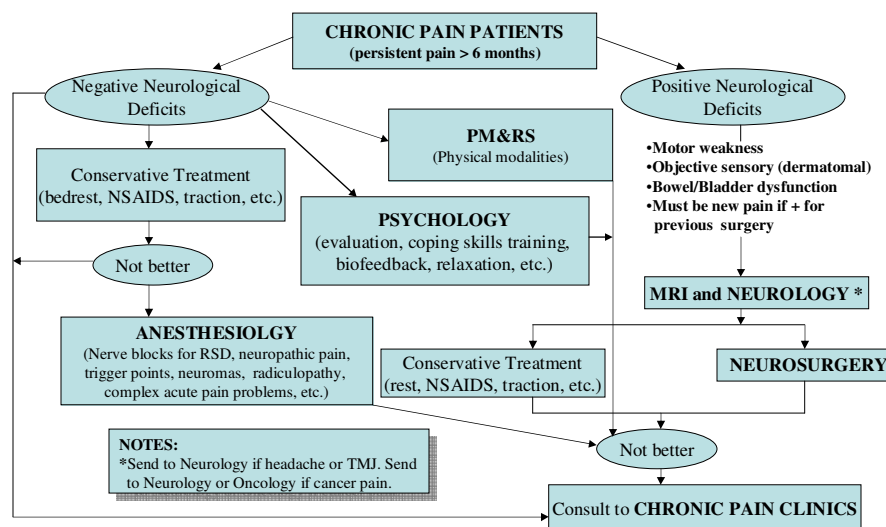 CHRONIC PAIN PATIENTS
(persistent pain > 6 months)
Negative Neurological
Deficits
Positive Neurological
Deficits
PM&RS
(Physical modalities)
•Motor weakness
•Objective sensory (dermatomal)
•Bowel/Bladder dysfunction
•Must be new pain if + for
previous surgery
Conservative Treatment
(bedrest, NSAIDS, traction, etc.)
PSYCHOLOGY
(evaluation, coping skills training,
biofeedback, relaxation, etc.)
Not better
MRI and NEUROLOGY *
ANESTHESIOLGY
(Nerve blocks for RSD, neuropathic pain,
trigger points, neuromas, radiculopathy,
complex acute pain problems, etc.)
Conservative Treatment
(rest, NSAIDS, traction, etc.)
NEUROSURGERY
NOTES:
*Send to Neurology if headache or TMJ. Send
to Neurology or Oncology if cancer pain.
Not better
Consult to CHRONIC PAIN CLINICS